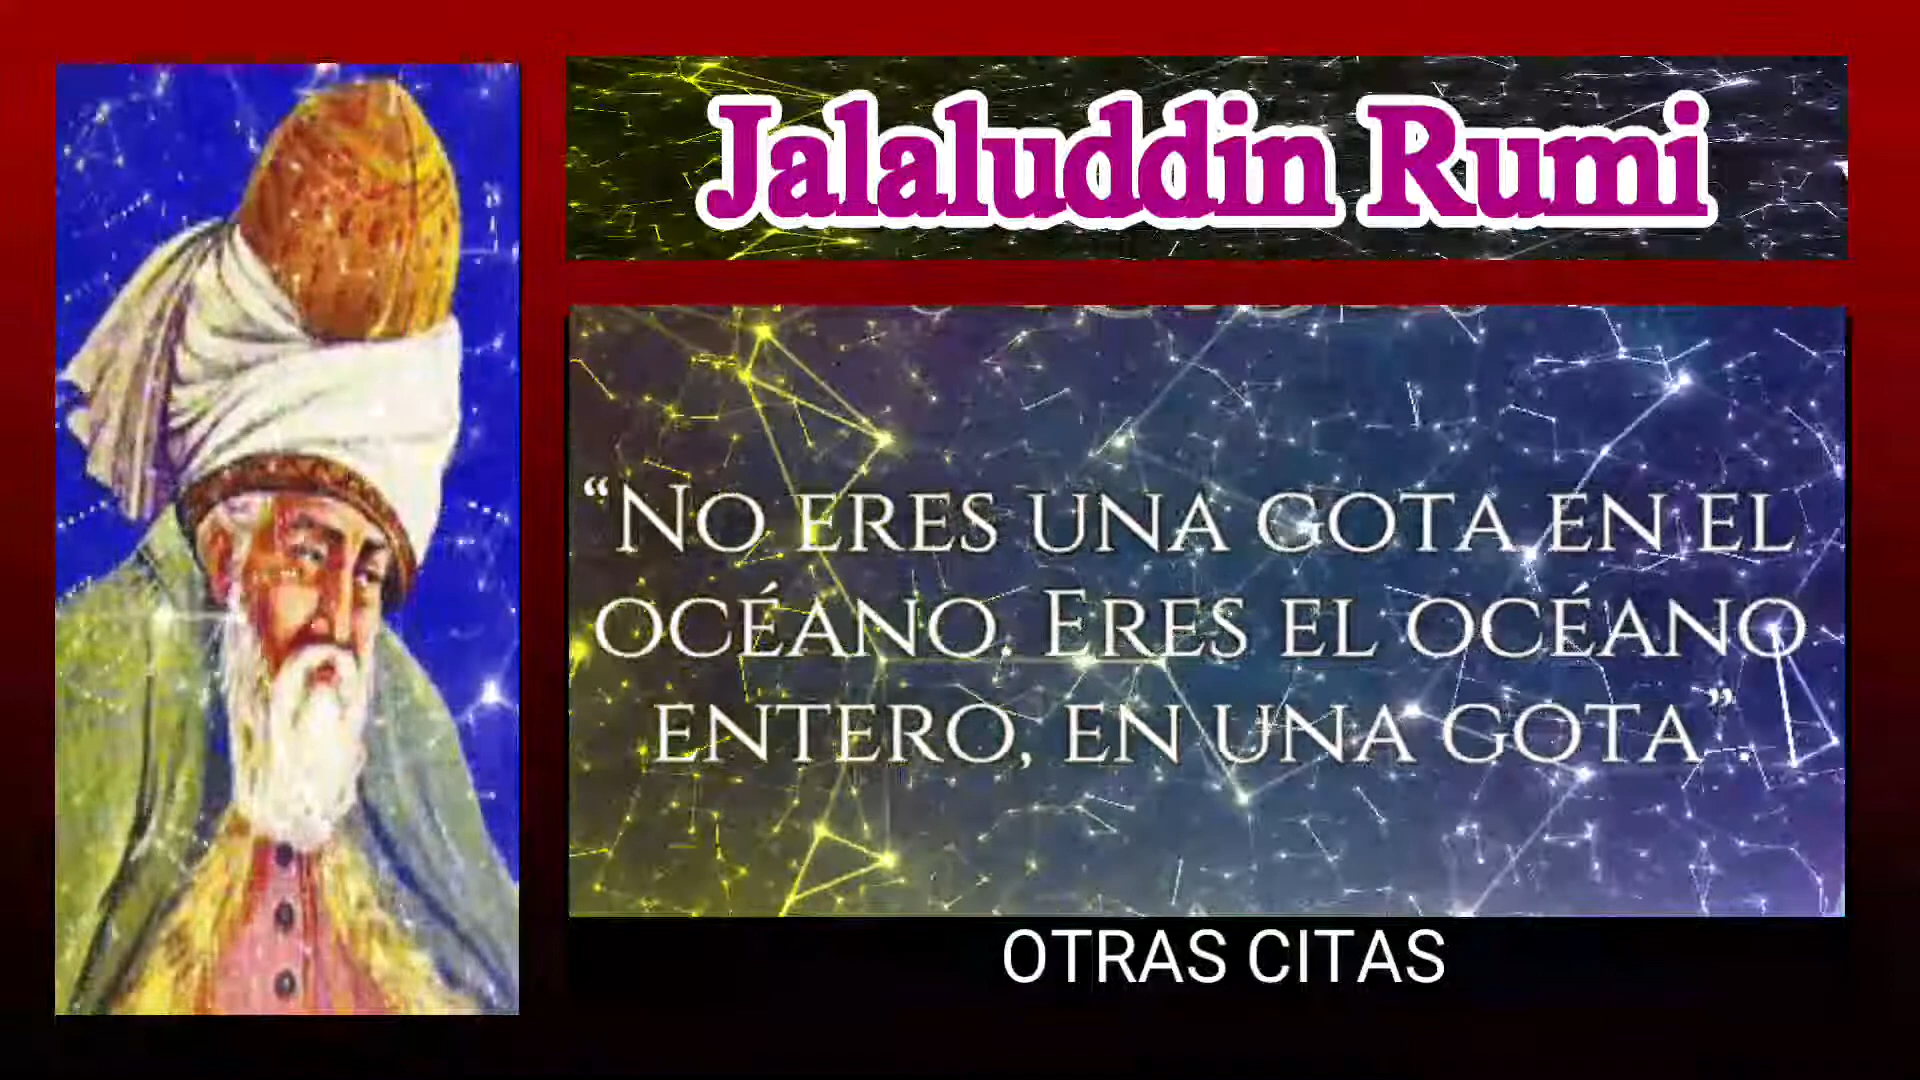 Jalaluddin Rumi
“No eres una gota en el
océano. Eres el océano
entero, en una gota”
OTRAS CITAS